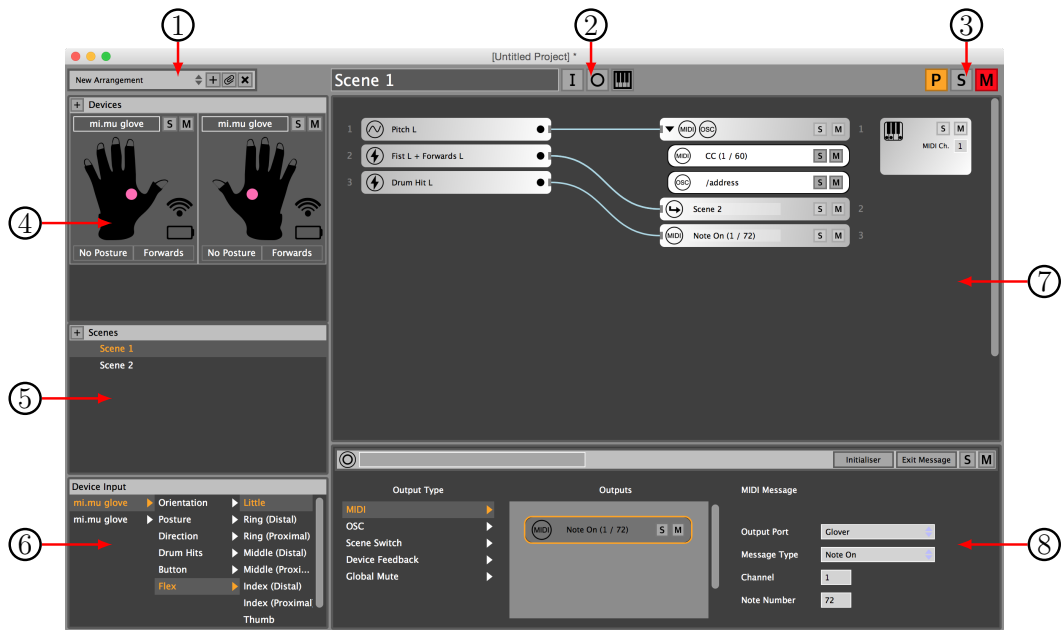 1
2
3
[Untitled Project] *
New Arrangement
Scene 1
I
P S M
Devices
mi.mu glove S M
mi.mu glove S M
No Posture Forwards
No Posture Forwards
4
1 Pitch L
2 Fist L + Forwards L
3 Drum Hit L
MIDI OSC S M 1
MIDI CC (1 / 60) S M
OSC /address S M
Scene 2 S M 2
MIDI Note On (1 / 72) S M 3
S M
MIDI Ch. 1
7
Scenes
Scene 1
Scene 2
5
Device Input
mi.mu glove
mi.mu glove
Orientation
Posture
Direction
Drum Hits
Button
Flex
Little
Ring (Distal)
Ring (Proximal)
Middle (Distal)
Middle (Proxi...
Index (Distal)
Index (Proximal
Thumb
6
Initialiser Exit Message S M
Output Type
MIDI
OSC
Scene Switch
Device Feedback
Global Mute
Outputs
MIDI Note On (1 / 72) S M
MIDI Message
Output Port Glover
Message Type Note On
Channel 1
Note Number 72
8